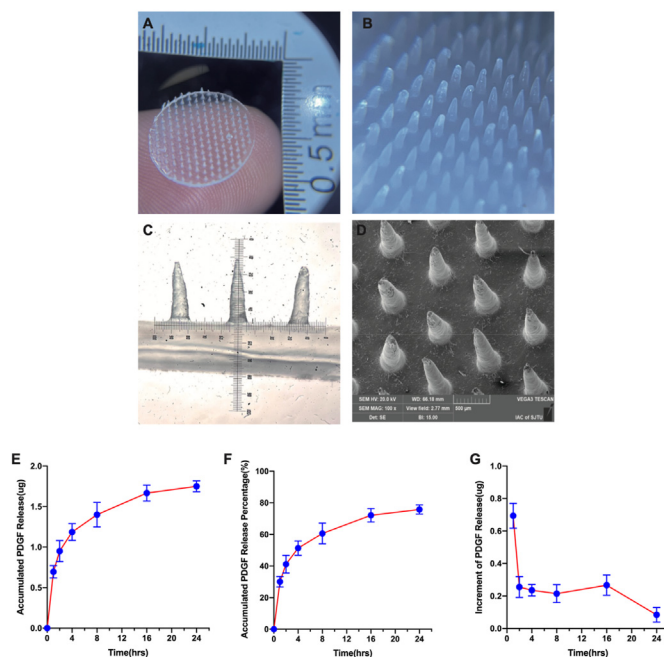 A
B
0.5 mm
C
D
SEM HV: 20.0 kV
WD: 68.18 mm
VEGA3 TESCAN
SEM MAG: 100 x
View field: 2.77 mm
500 µm
Det: SE
BI: 15.00
IAC of SJTU
E
Accumulated PDGF Release(ug)
2.0
1.5
1.0
0.5
0.0
0 4 8 12 16 20 24
Time(hrs)
F
Accumulated PDGF Release Percentage(%)
100
80
60
40
20
0
0 4 8 12 16 20 24
Time(hrs)
G
Increment of PDGF Release(ug)
1.0
0.8
0.6
0.4
0.2
0.0
0 4 8 12 16 20 24
Time(hrs)